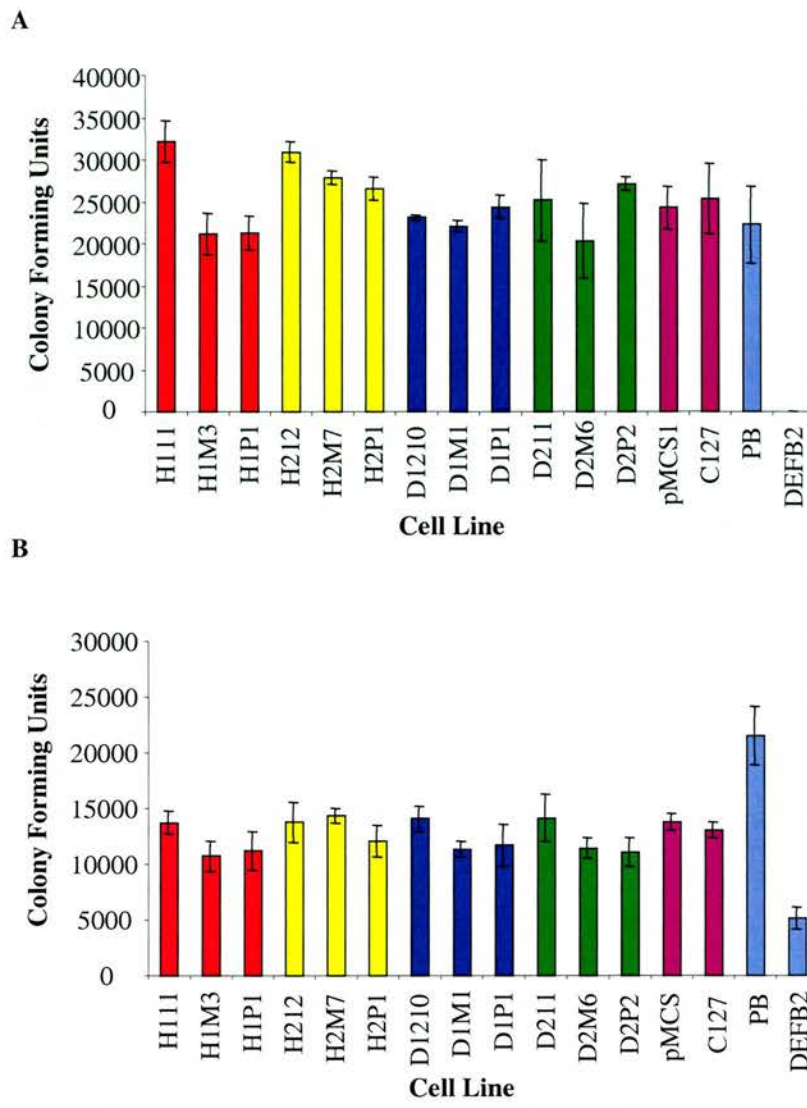 A
40000
35000
30000
25000
20000
15000
10000
5000
0
Colony Forming Units
H111
H1M3
H1P1
H212
H2M7
H2P1
D1210
D1M1
D1P1
D211
D2M6
D2P2
pMCS1
C127
PB
DEFB2
Cell Line
B
30000
25000
20000
15000
10000
5000
0
Colony Forming Units
H111
H1M3
H1P1
H212
H2M7
H2P1
D1210
D1M1
D1P1
D211
D2M6
D2P2
pMCS
C127
PB
DEFB2
Cell Line